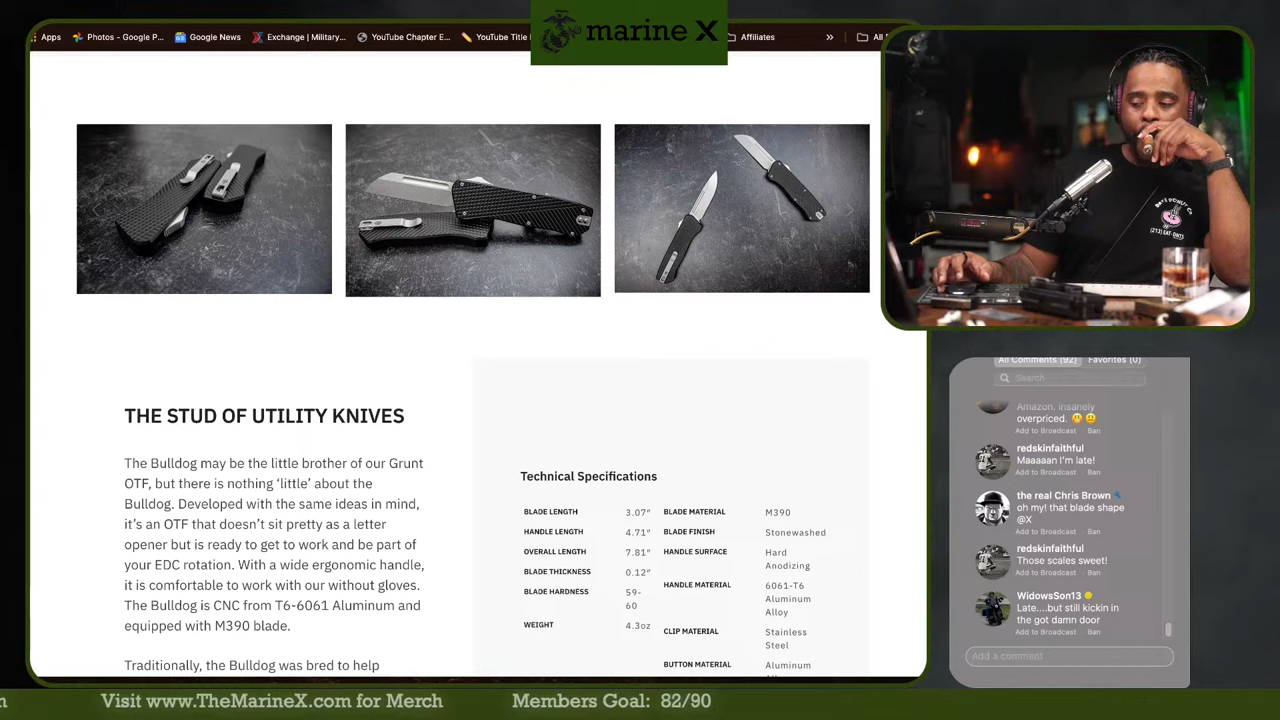 marine X
Apps
Photos - Google P...
Google News
Exchange | Military...
YouTube Chapter E...
YouTube Title
Affiliates
»
THE STUD OF UTILITY KNIVES
The Bulldog may be the little brother of our Grunt
OTF, but there is nothing ‘little’ about the
Bulldog. Developed with the same ideas in mind,
it’s an OTF that doesn’t sit pretty as a letter
opener but is ready to get to work and be part of
your EDC rotation. With a wide ergonomic handle,
it is comfortable to work with our without gloves.
The Bulldog is CNC from T6-6061 Aluminum and
equipped with M390 blade.
Traditionally, the Bulldog was bred to help
Technical Specifications
BLADE LENGTH 3.07"
HANDLE LENGTH 4.71"
OVERALL LENGTH 7.81"
BLADE THICKNESS 0.12"
BLADE HARDNESS 59-
60
WEIGHT 4.3oz
BLADE MATERIAL M390
BLADE FINISH Stonewashed
HANDLE SURFACE Hard
Anodizing
HANDLE MATERIAL 6061-T6
Aluminum
Alloy
CLIP MATERIAL Stainless
Steel
BUTTON MATERIAL Aluminum
All Comments (92) Favorites (0)
Search
Amazon, insanely
overpriced.
Add to Broadcast · Ban
redskinfaithful
Maaaaan I'm late!
Add to Broadcast · Ban
the real Chris Brown
oh my! that blade shape
@X
Add to Broadcast · Ban
redskinfaithful
Those scales sweet!
Add to Broadcast · Ban
WidowsSon13
Late....but still kickin in
the got damn door
Add to Broadcast · Ban
Add a comment
Visit www.TheMarineX.com for Merch
Members Goal: 82/90